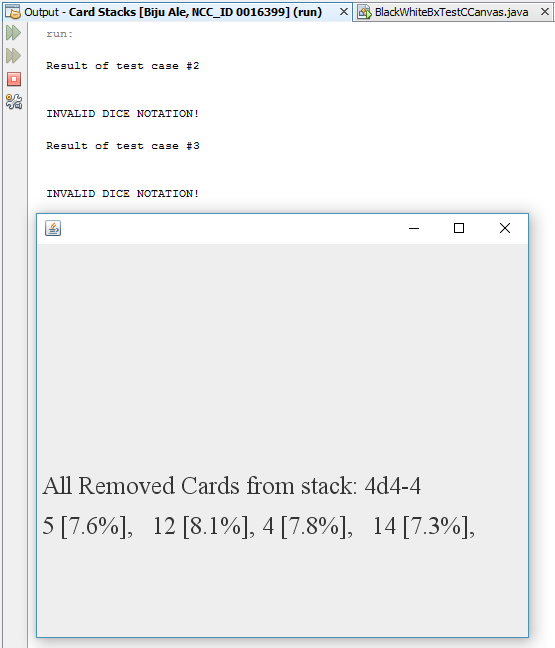 Output - Card Stacks [Biju Ale, NCC_ID 0016399] (run) BlackWhiteBxTestCCanvas.java
run:
Result of test case #2
INVALID DICE NOTATION!
Result of test case #3
INVALID DICE NOTATION!
All Removed Cards from stack: 4d4-4
5 [7.6%], 12 [8.1%], 4 [7.8%], 14 [7.3%],